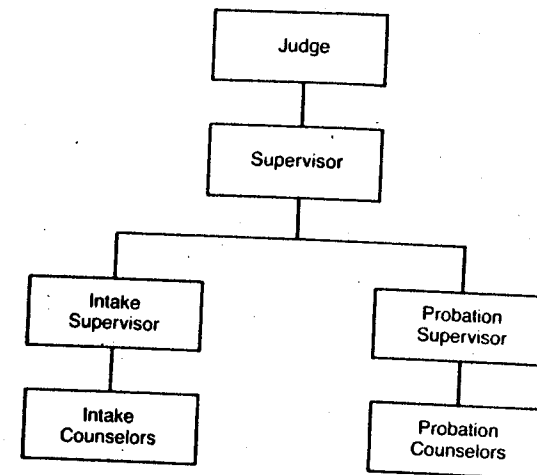 Judge
Supervisor
Intake
Supervisor
Probation
Supervisor
Intake
Counselors
Probation
Counselors